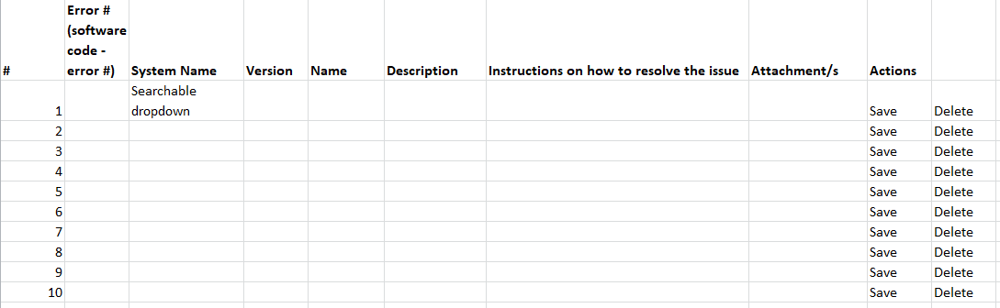 Error #
(software
code -
# error #) System Name Version Name Description Instructions on how to resolve the issue Attachment/s Actions
Searchable
1 dropdown Save Delete
2 Save Delete
3 Save Delete
4 Save Delete
5 Save Delete
6 Save Delete
7 Save Delete
8 Save Delete
9 Save Delete
10 Save Delete